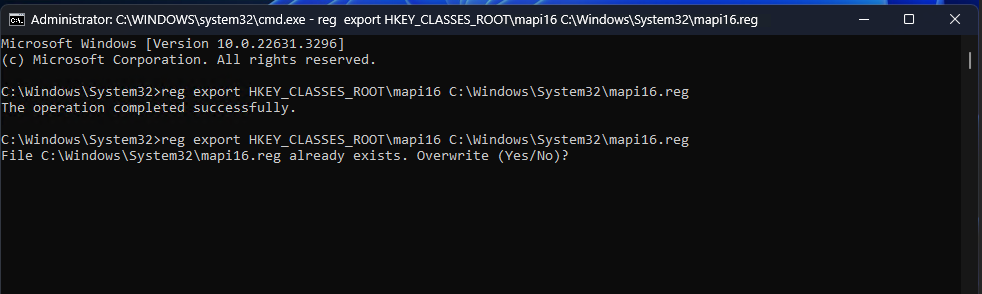 Administrator: C:\WINDOWS\system32\cmd.exe - reg  export HKEY_CLASSES_ROOT\mapi16 C:\Windows\System32\mapi16.reg
Microsoft Windows [Version 10.0.22631.3296]
(c) Microsoft Corporation. All rights reserved.
C:\Windows\System32>reg export HKEY_CLASSES_ROOT\mapi16 C:\Windows\System32\mapi16.reg
The operation completed successfully.
C:\Windows\System32>reg export HKEY_CLASSES_ROOT\mapi16 C:\Windows\System32\mapi16.reg
File C:\Windows\System32\mapi16.reg already exists. Overwrite (Yes/No)?